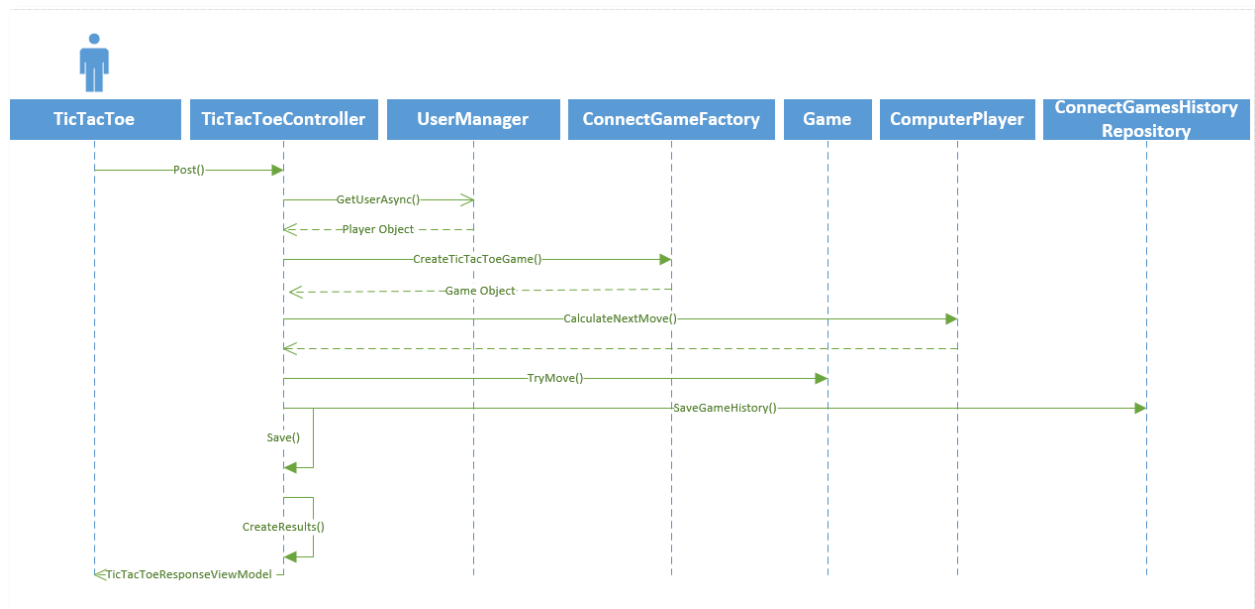 TicTacToe
TicTacToeController
UserManager
ConnectGameFactory
Game
ComputerPlayer
ConnectGamesHistory
Repository
Post()
GetUserAsync()
Player Object
CreateTicTacToeGame()
Game Object
CalculateNextMove()
TryMove()
SaveGameHistory()
Save()
CreateResults()
TicTacToeResponseViewModel